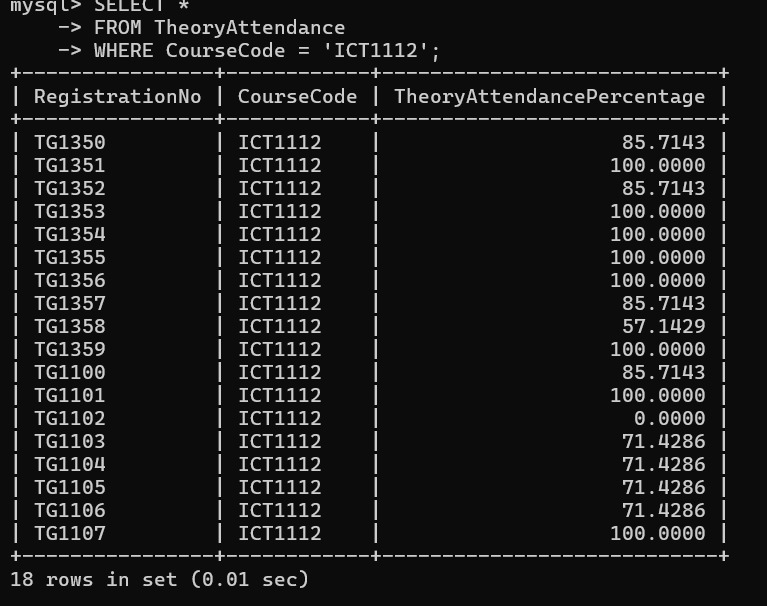 mysql> SELECT *
    -> FROM TheoryAttendance
    -> WHERE CourseCode = 'ICT1112';
+----------------+------------+----------------------------+
| RegistrationNo | CourseCode | TheoryAttendancePercentage |
+----------------+------------+----------------------------+
| TG1350         | ICT1112    |                    85.7143 |
| TG1351         | ICT1112    |                   100.0000 |
| TG1352         | ICT1112    |                    85.7143 |
| TG1353         | ICT1112    |                   100.0000 |
| TG1354         | ICT1112    |                   100.0000 |
| TG1355         | ICT1112    |                   100.0000 |
| TG1356         | ICT1112    |                   100.0000 |
| TG1357         | ICT1112    |                    85.7143 |
| TG1358         | ICT1112    |                    57.1429 |
| TG1359         | ICT1112    |                   100.0000 |
| TG1100         | ICT1112    |                    85.7143 |
| TG1101         | ICT1112    |                   100.0000 |
| TG1102         | ICT1112    |                     0.0000 |
| TG1103         | ICT1112    |                    71.4286 |
| TG1104         | ICT1112    |                    71.4286 |
| TG1105         | ICT1112    |                    71.4286 |
| TG1106         | ICT1112    |                    71.4286 |
| TG1107         | ICT1112    |                   100.0000 |
+----------------+------------+----------------------------+
18 rows in set (0.01 sec)